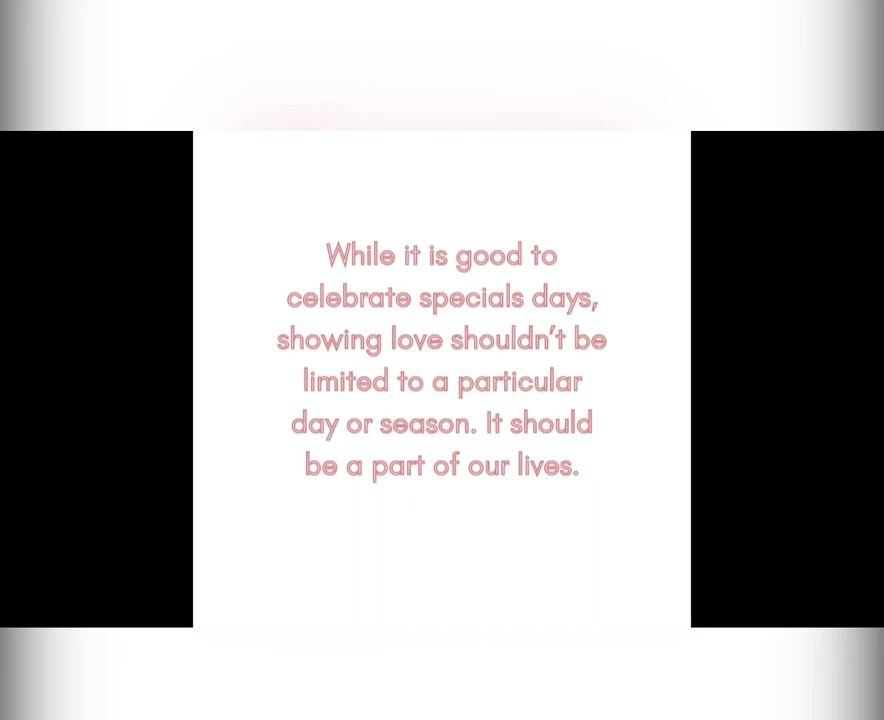 While it is good to
celebrate specials days,
showing love shouldn't be
limited to a particular
day or season. It should
be a part of our lives.